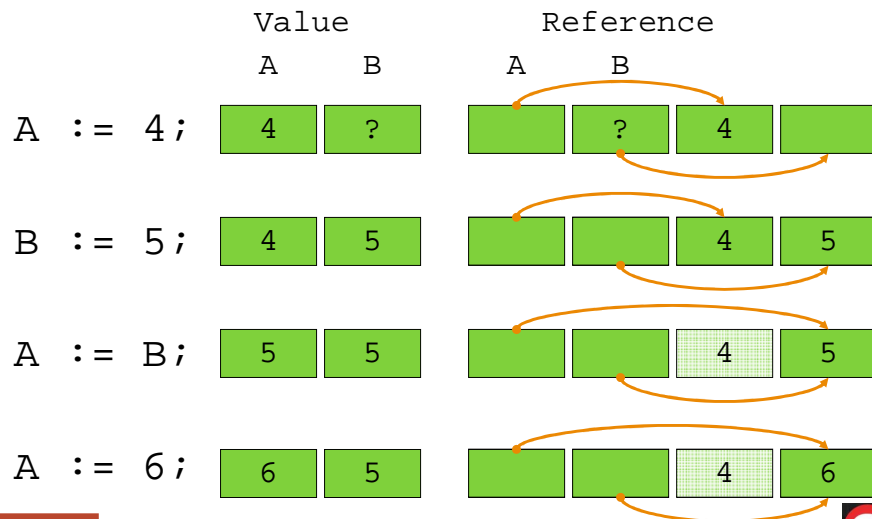 Value Reference
A B A B
A := 4; 4 ? ? 4
B := 5; 4 5 4 5
A := B; 5 5 4 5
A := 6; 6 5 4 6